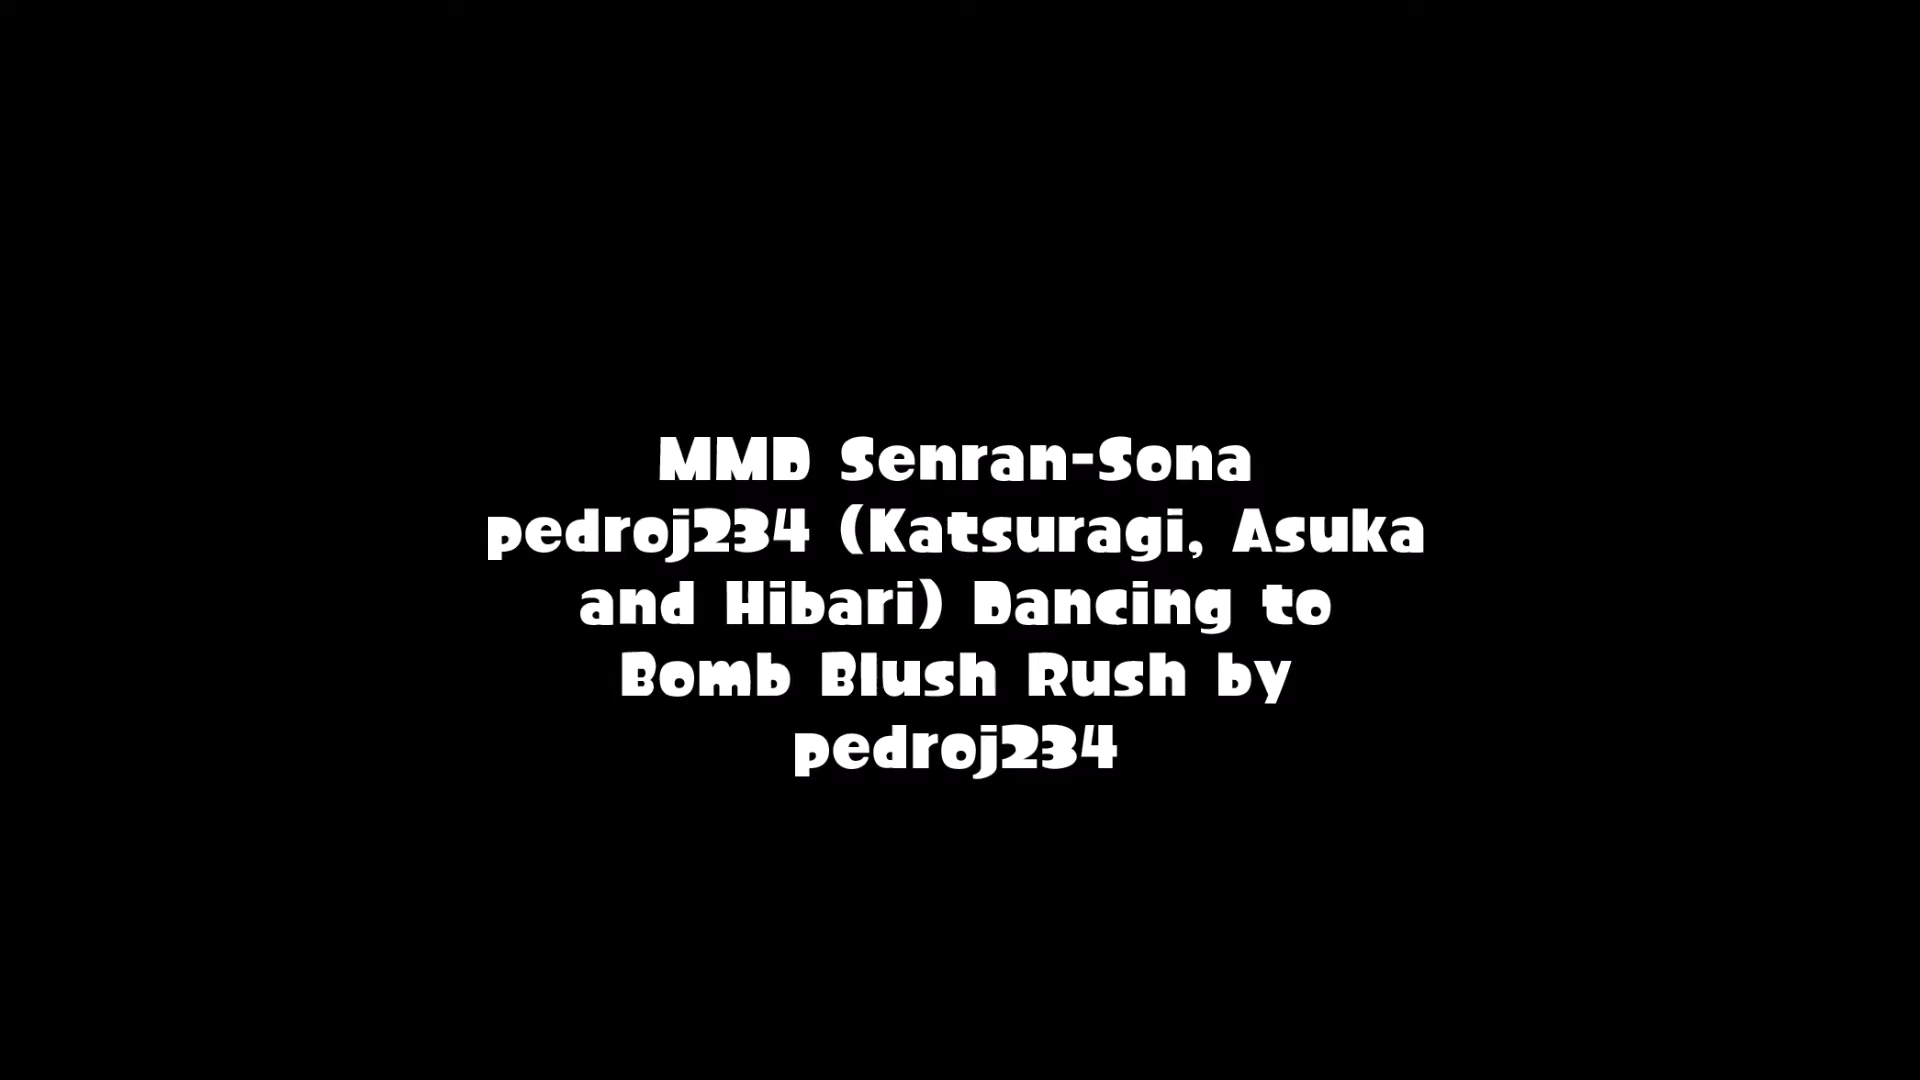 MMD Senran-Sona
pedroj234 (Katsuragi, Asuka
and Hibari) Dancing to
Bomb Blush Rush by
pedroj234